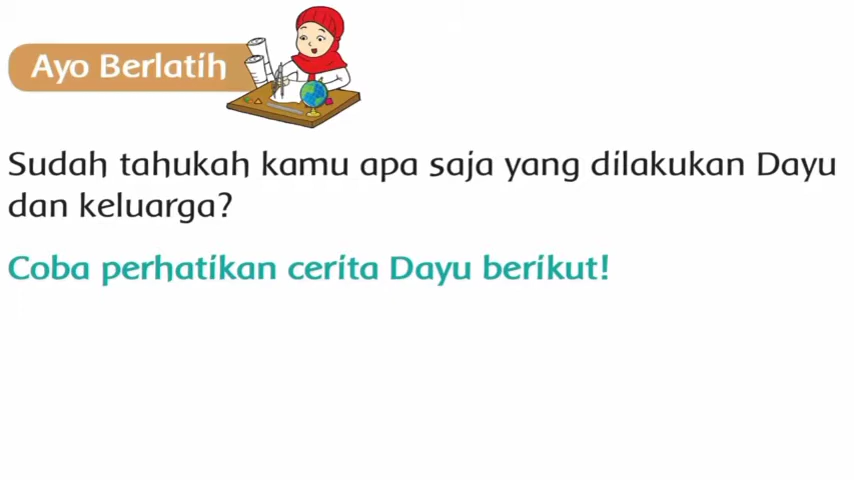 Ayo Berlatih
Sudah tahukah kamu apa saja yang dilakukan Dayu
dan keluarga?
Coba perhatikan cerita Dayu berikut!